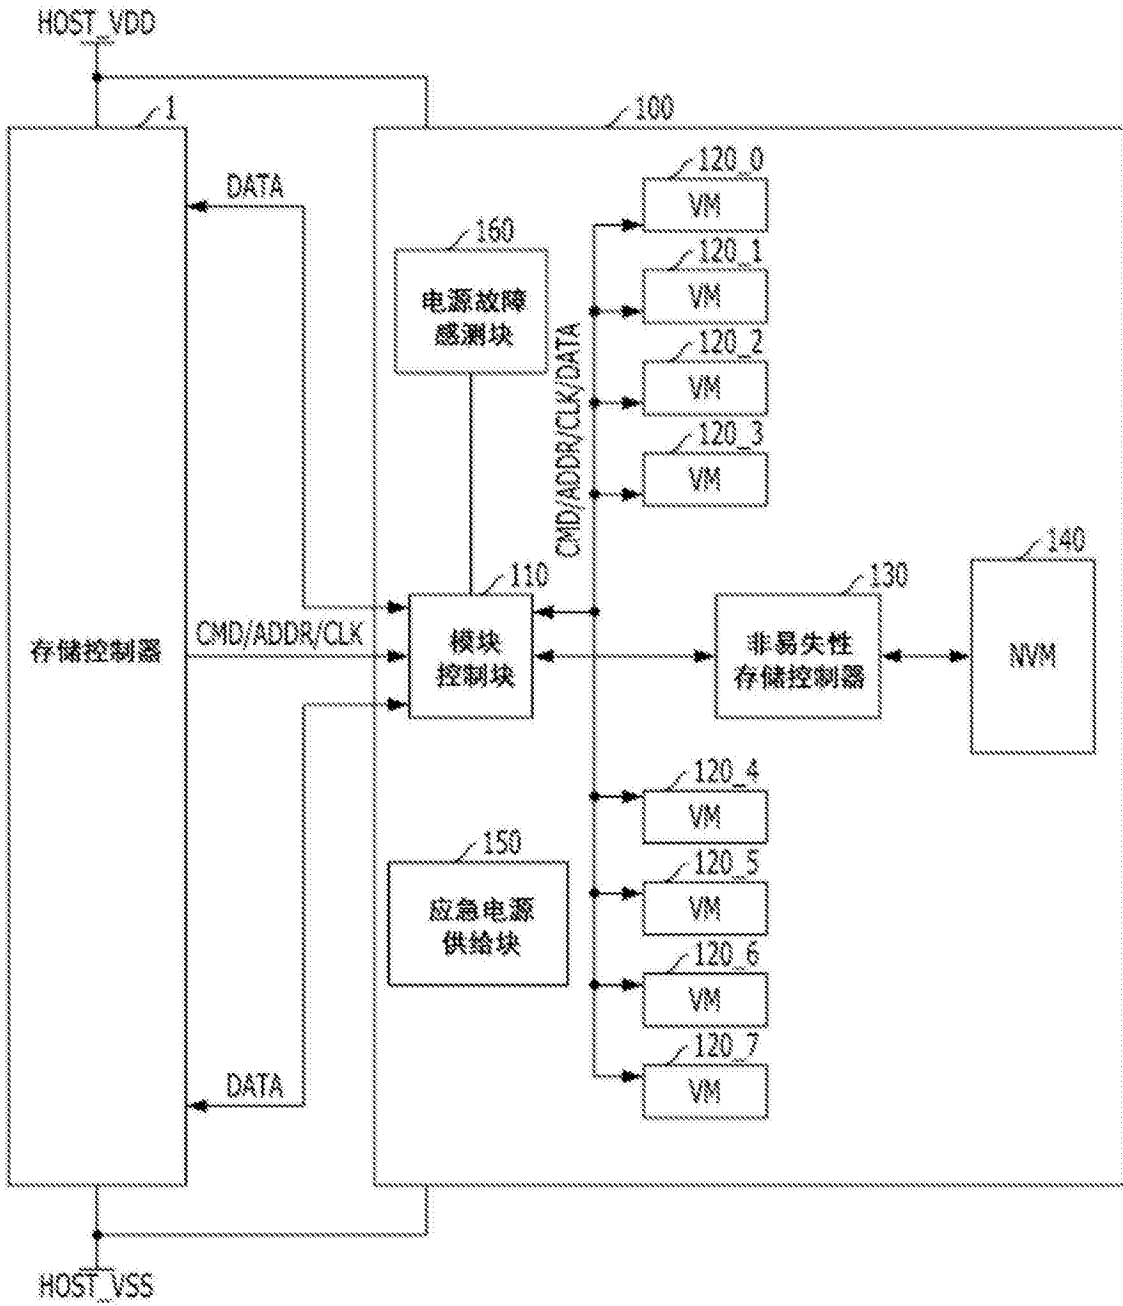 HOST_VDD
1
100
DATA
120_0
VM
160
电源故障
感测块
120_1
VM
120_2
VM
CMD/ADDR/CLK/DATA
120_3
VM
110
模块
控制块
CMD/ADDR/CLK
存储控制器
130
非易失性
存储控制器
140
NVM
120_4
VM
150
应急电源
供给块
120_5
VM
120_6
VM
120_7
VM
DATA
HOST_VSS